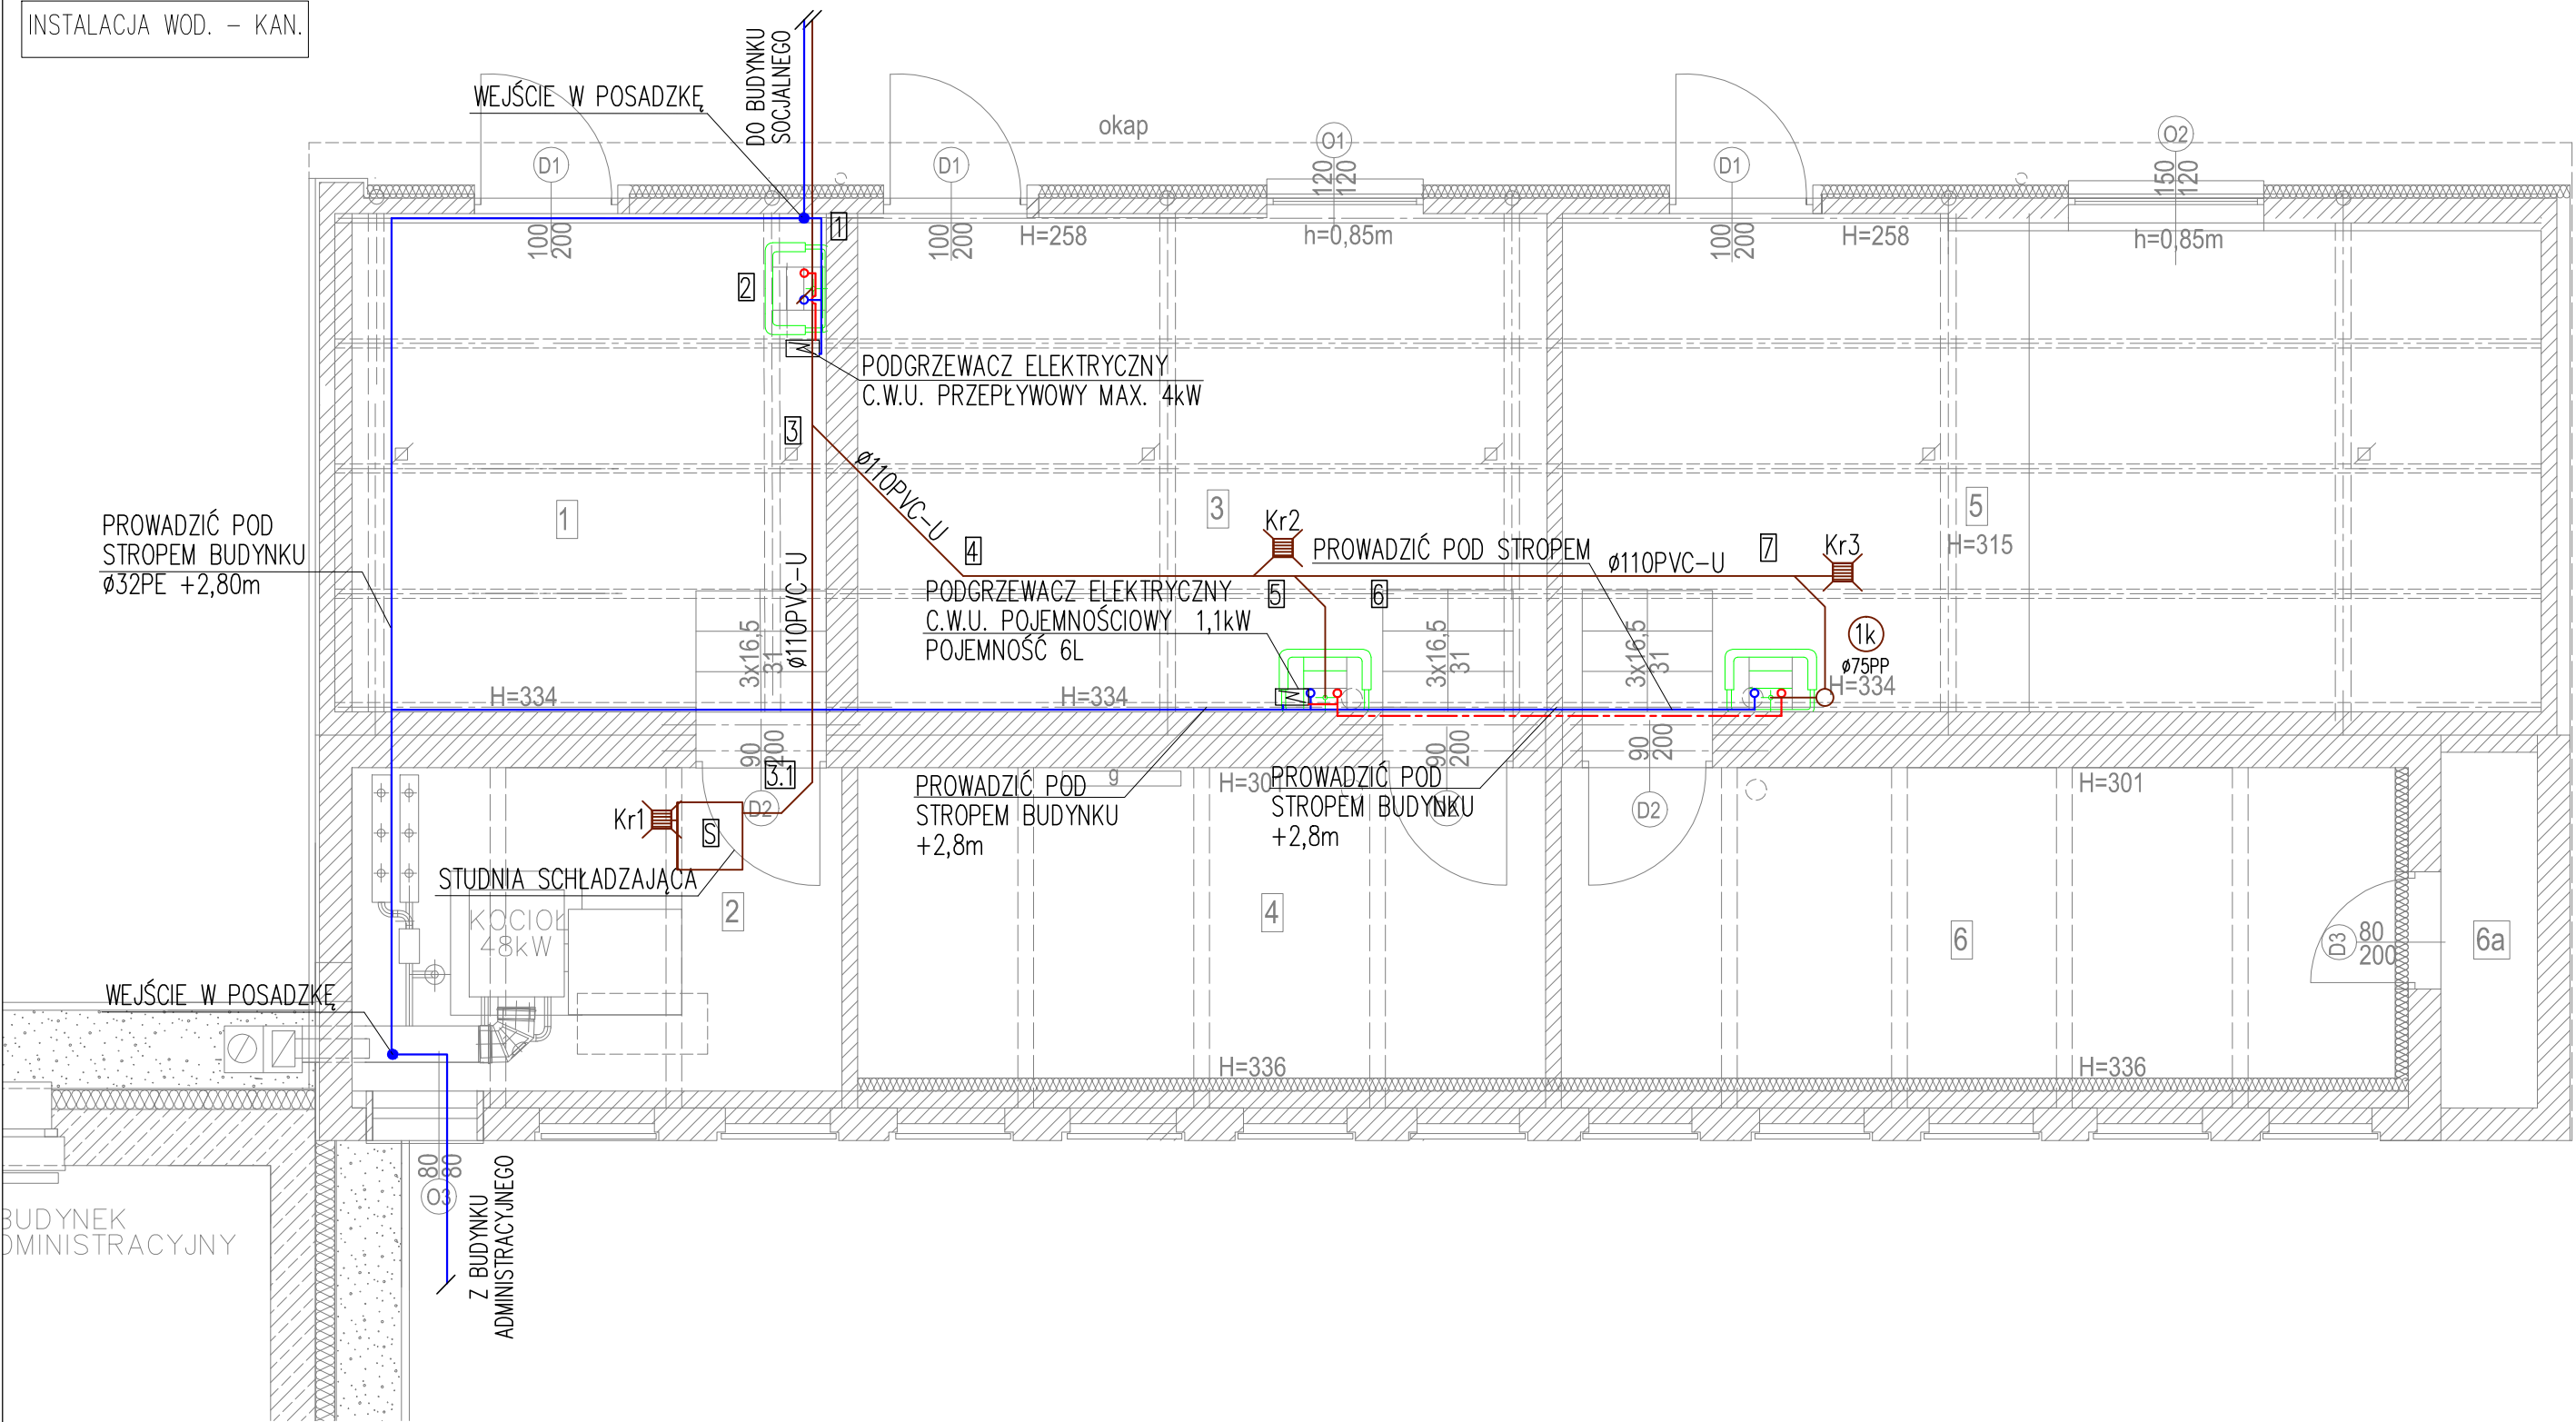 INSTALACJA WOD. – KAN.
DO BUDYNKU
SOCJALNEGO
WEJŚCIE W POSADZKĘ
okap
D1
D1
O1
120
120
D1
O2
150
120
100
200
1
100
200
H=258
h=0,85m
100
200
H=258
h=0,85m
2
PODGRZEWACZ ELEKTRYCZNY
C.W.U. PRZEPŁYWOWY MAX. 4kW
3
ø110PVC-U
1
3
5
H=315
PROWADZIĆ POD
STROPEM BUDYNKU
ø32PE +2,80m
4
Kr2
PROWADZIĆ POD STROPEM
ø110PVC-U
7
Kr3
ø110PVC-U
PODGRZEWACZ ELEKTRYCZNY
C.W.U. POJEMNOŚCIOWY 1,1kW
POJEMNOŚĆ 6L
5
6
3x16,5
31
3x16,5
31
3x16,5
31
1k
ø75PP
H=334
H=334
H=334
90
200
3.1
90
200
90
200
g
PROWADZIĆ POD
STROPEM BUDYNKU
+2,8m
H=301
PROWADZIĆ POD
STROPEM BUDYNKU
+2,8m
H=301
Kr1
S
D2
D2
D2
STUDNIA SCHŁADZAJĄCA
KOCIOŁ
48kW
2
4
6
D3
80
200
6a
WEJŚCIE W POSADZKĘ
H=336
H=336
80
80
O3
Z BUDYNKU
ADMINISTRACYJNEGO
BUDYNEK
DMINISTRACYJNY